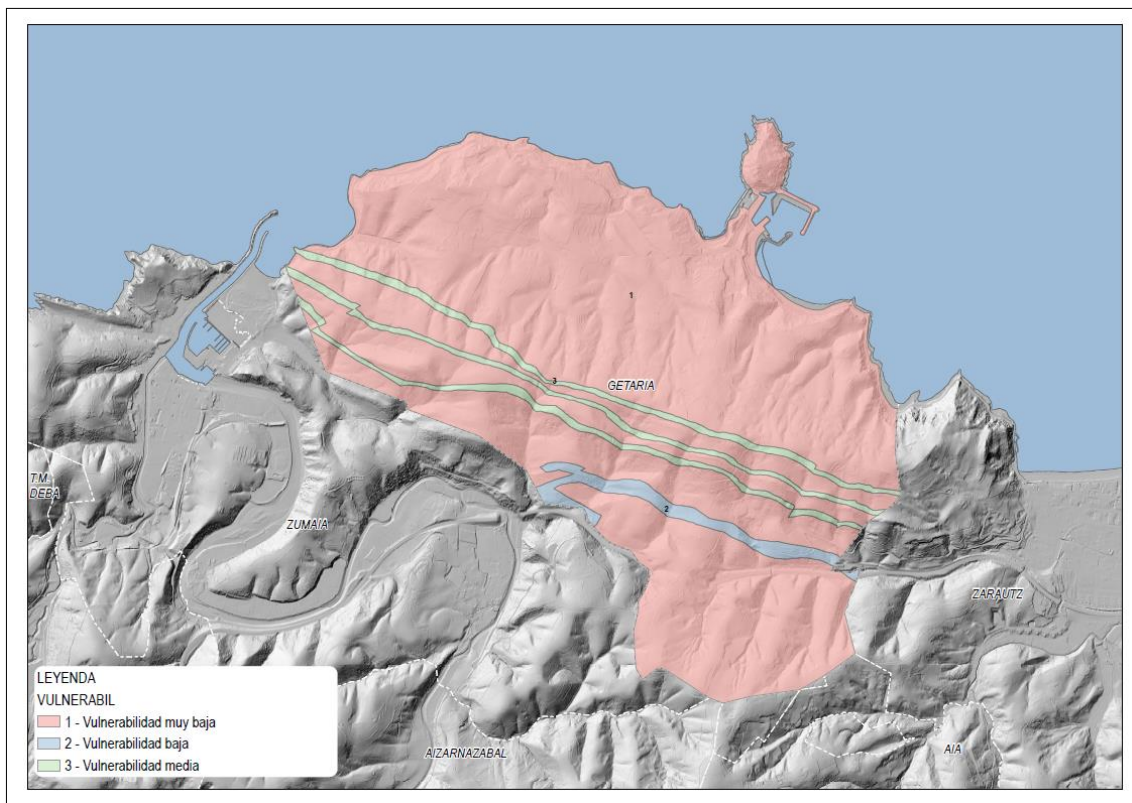 1
3
GETARIA
T.M.
DEBA
2
ZUMAIA
ZARAUTZ
LEYENDA
VULNERABIL
1 - Vulnerabilidad muy baja
2 - Vulnerabilidad baja
3 - Vulnerabilidad media
AIZARNAZABAL
AIA